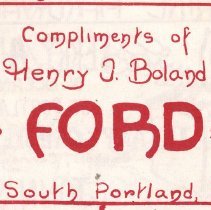 Compliments of
Henry J. Boland
FORD
South Portland,